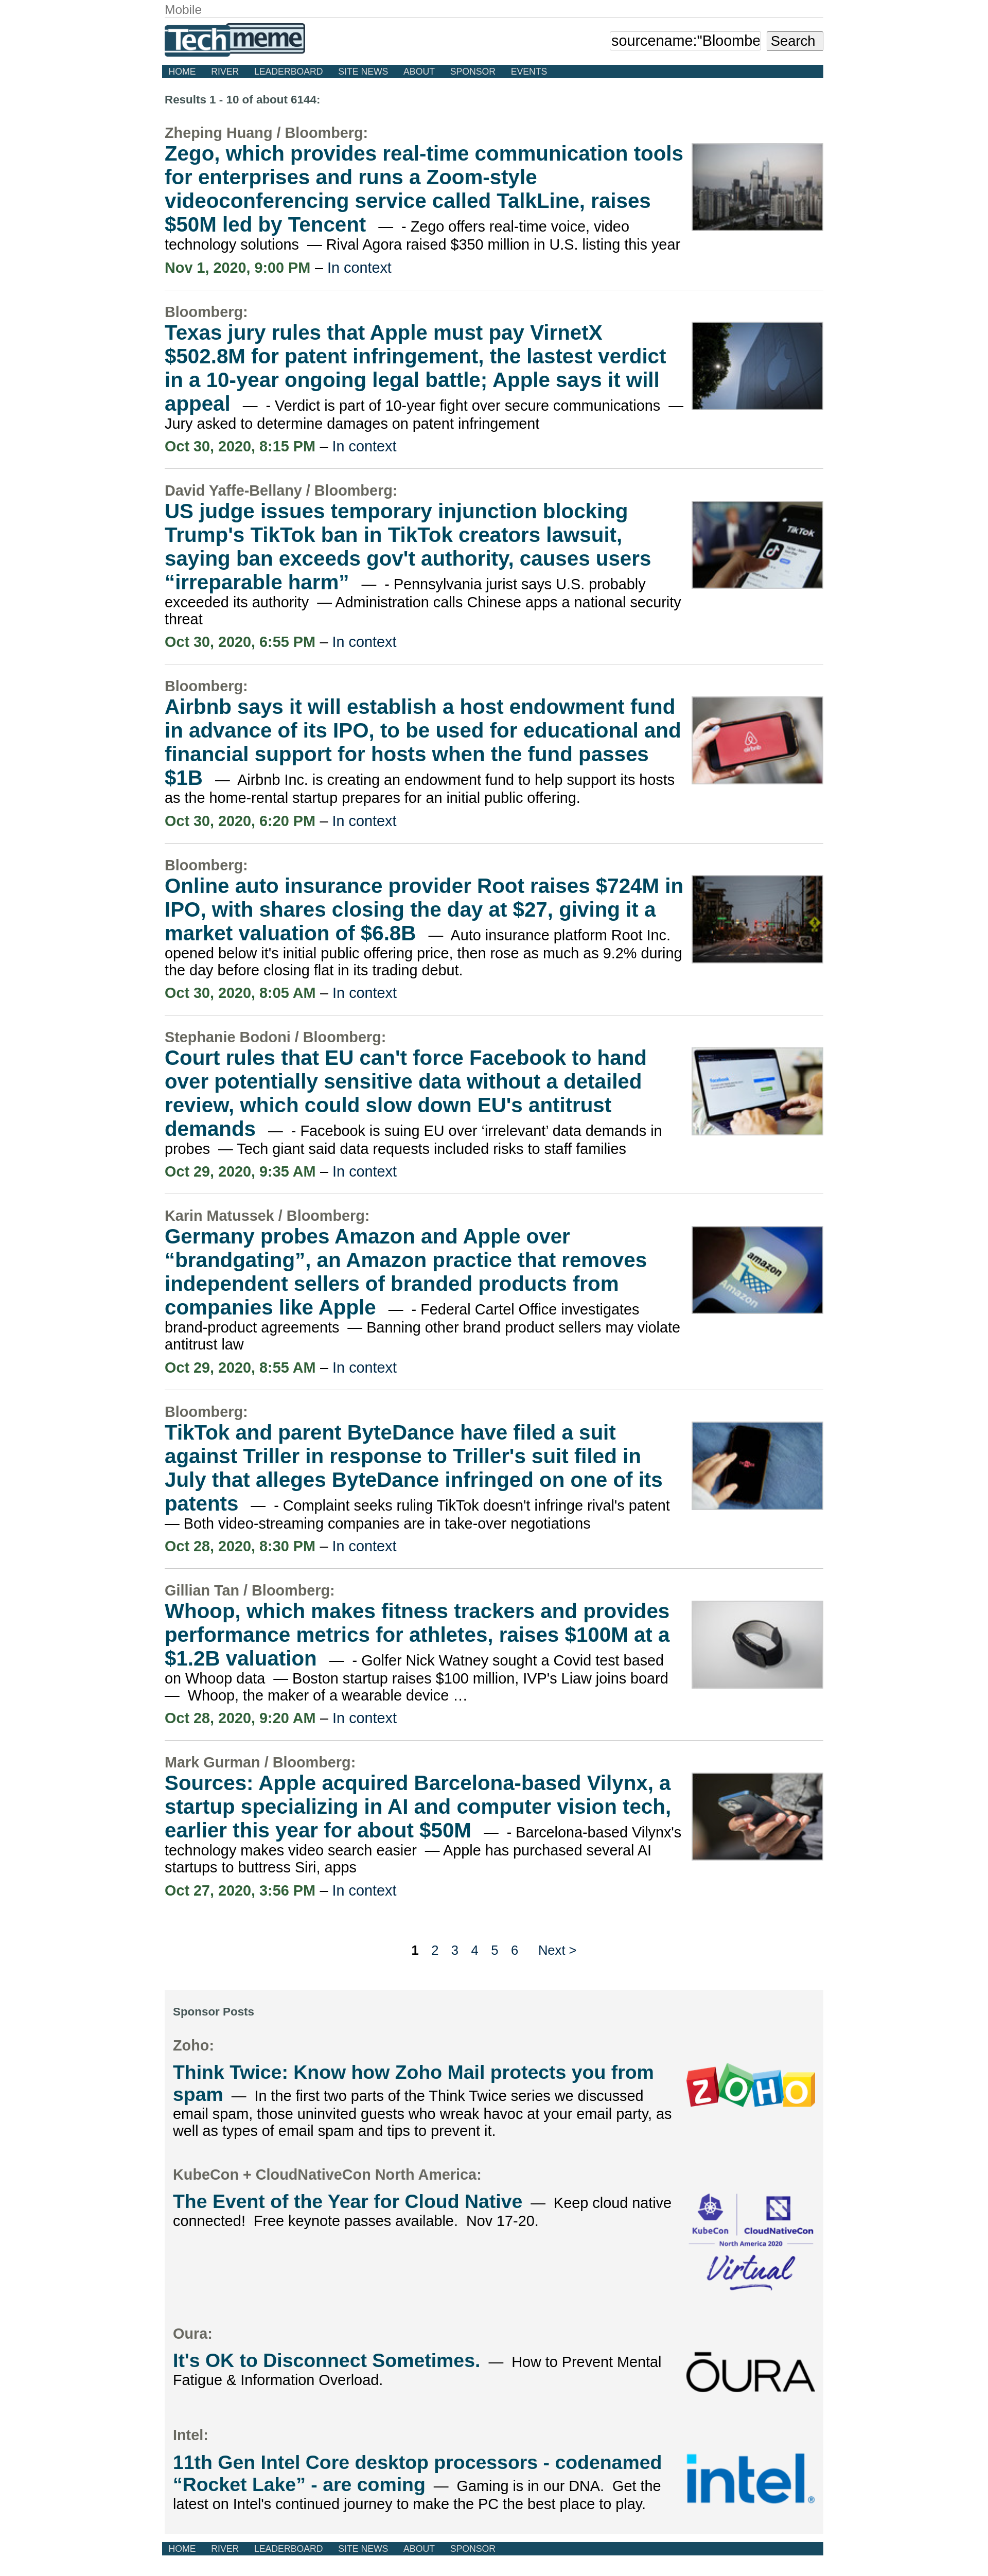 Mobile
Techmeme
sourcename:"Bloombe
Search
HOME RIVER LEADERBOARD SITE NEWS ABOUT SPONSOR EVENTS
Results 1 - 10 of about 6144:
Zheping Huang / Bloomberg:
Zego, which provides real-time communication tools
for enterprises and runs a Zoom-style
videoconferencing service called TalkLine, raises
$50M led by Tencent — - Zego offers real-time voice, video
technology solutions — Rival Agora raised $350 million in U.S. listing this year
Nov 1, 2020, 9:00 PM – In context
Bloomberg:
Texas jury rules that Apple must pay VirnetX
$502.8M for patent infringement, the lastest verdict
in a 10-year ongoing legal battle; Apple says it will
appeal — - Verdict is part of 10-year fight over secure communications —
Jury asked to determine damages on patent infringement
Oct 30, 2020, 8:15 PM – In context
David Yaffe-Bellany / Bloomberg:
US judge issues temporary injunction blocking
Trump's TikTok ban in TikTok creators lawsuit,
saying ban exceeds gov't authority, causes users
“irreparable harm” — - Pennsylvania jurist says U.S. probably
exceeded its authority — Administration calls Chinese apps a national security
threat
TikTok
Oct 30, 2020, 6:55 PM – In context
Bloomberg:
Airbnb says it will establish a host endowment fund
in advance of its IPO, to be used for educational and
financial support for hosts when the fund passes
$1B — Airbnb Inc. is creating an endowment fund to help support its hosts
as the home-rental startup prepares for an initial public offering.
airbnb
Oct 30, 2020, 6:20 PM – In context
Bloomberg:
Online auto insurance provider Root raises $724M in
IPO, with shares closing the day at $27, giving it a
market valuation of $6.8B — Auto insurance platform Root Inc.
opened below it's initial public offering price, then rose as much as 9.2% during
the day before closing flat in its trading debut.
Oct 30, 2020, 8:05 AM – In context
Stephanie Bodoni / Bloomberg:
Court rules that EU can't force Facebook to hand
over potentially sensitive data without a detailed
review, which could slow down EU's antitrust
demands — - Facebook is suing EU over ‘irrelevant’ data demands in
probes — Tech giant said data requests included risks to staff families
facebook
Oct 29, 2020, 9:35 AM – In context
Karin Matussek / Bloomberg:
Germany probes Amazon and Apple over
“brandgating”, an Amazon practice that removes
independent sellers of branded products from
companies like Apple — - Federal Cartel Office investigates
brand-product agreements — Banning other brand product sellers may violate
antitrust law
amazon
Amazon
Oct 29, 2020, 8:55 AM – In context
Bloomberg:
TikTok and parent ByteDance have filed a suit
against Triller in response to Triller's suit filed in
July that alleges ByteDance infringed on one of its
patents — - Complaint seeks ruling TikTok doesn't infringe rival's patent
— Both video-streaming companies are in take-over negotiations
Oct 28, 2020, 8:30 PM – In context
Gillian Tan / Bloomberg:
Whoop, which makes fitness trackers and provides
performance metrics for athletes, raises $100M at a
$1.2B valuation — - Golfer Nick Watney sought a Covid test based
on Whoop data — Boston startup raises $100 million, IVP's Liaw joins board
— Whoop, the maker of a wearable device …
Oct 28, 2020, 9:20 AM – In context
Mark Gurman / Bloomberg:
Sources: Apple acquired Barcelona-based Vilynx, a
startup specializing in AI and computer vision tech,
earlier this year for about $50M — - Barcelona-based Vilynx's
technology makes video search easier — Apple has purchased several AI
startups to buttress Siri, apps
Oct 27, 2020, 3:56 PM – In context
1 2 3 4 5 6 Next >
Sponsor Posts
Zoho:
Think Twice: Know how Zoho Mail protects you from
spam — In the first two parts of the Think Twice series we discussed
email spam, those uninvited guests who wreak havoc at your email party, as
well as types of email spam and tips to prevent it.
ZOHO
KubeCon + CloudNativeCon North America:
The Event of the Year for Cloud Native — Keep cloud native
connected! Free keynote passes available. Nov 17-20.
KubeCon CloudNativeCon
North America 2020
Virtual
Oura:
It's OK to Disconnect Sometimes. — How to Prevent Mental
Fatigue & Information Overload.
ŌURA
Intel:
11th Gen Intel Core desktop processors - codenamed
“Rocket Lake” - are coming — Gaming is in our DNA. Get the
latest on Intel's continued journey to make the PC the best place to play.
intel®
HOME RIVER LEADERBOARD SITE NEWS ABOUT SPONSOR